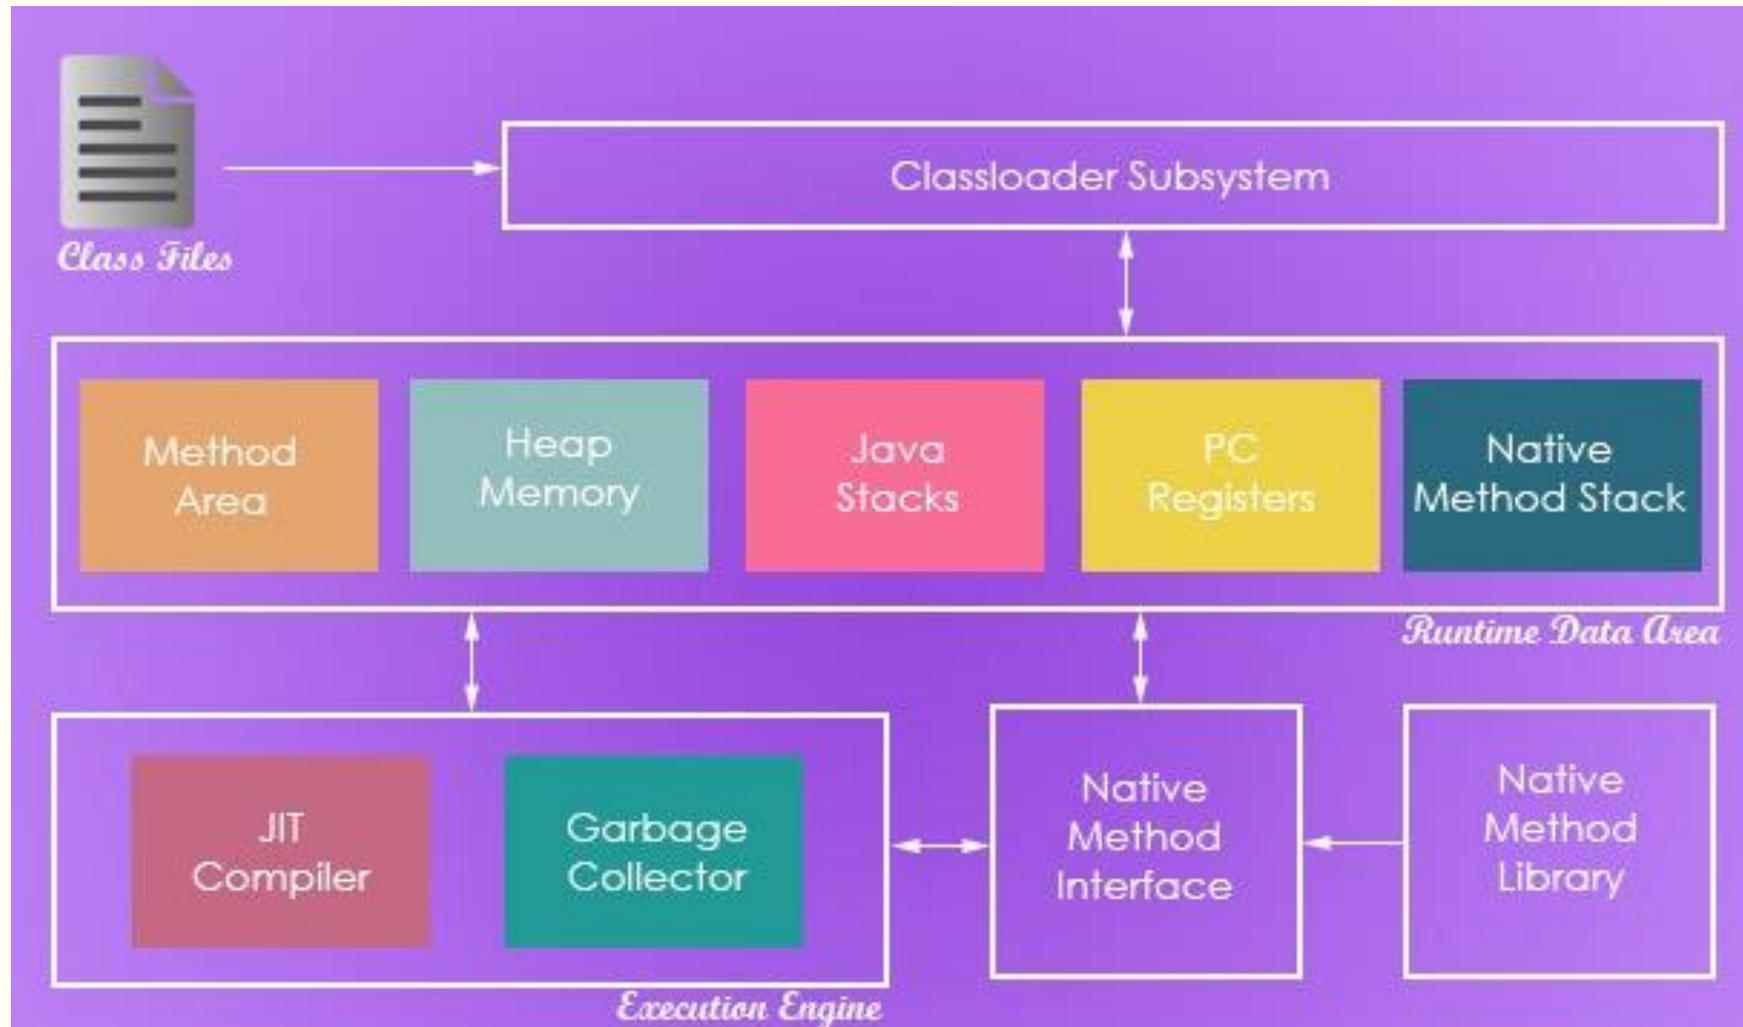 Classloader Subsystem
Class Files
Method
Area
Heap
Memory
Java
Stacks
PC
Registers
Native
Method Stack
Runtime Data Area
JIT
Compiler
Garbage
Collector
Native
Method
Interface
Native
Method
Library
Execution Engine